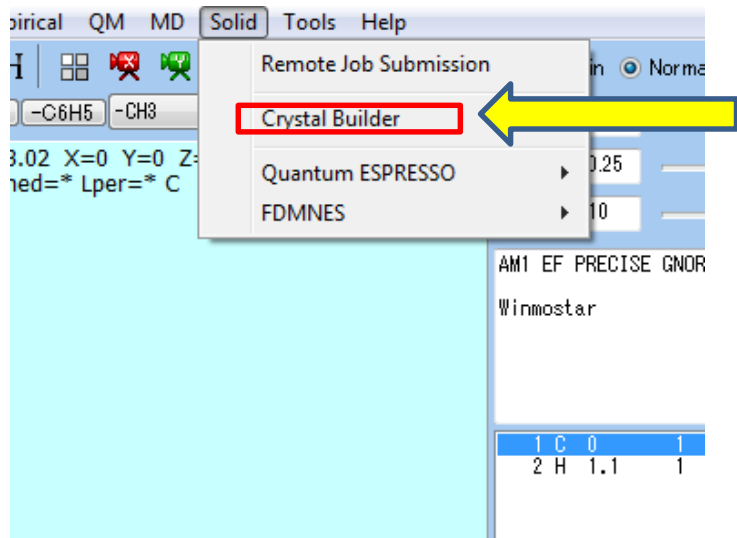 pirical QM MD Solid Tools Help
Remote Job Submission
in Norma
-C6H5 -CH3
Crystal Builder
3.02 X=0 Y=0 Z=
0.25
Quantum ESPRESSO
ned=* Lper=* C
FDMNES
10
AM1 EF PRECISE GNOR
Winmostar
1 C 0 1
2 H 1.1 1